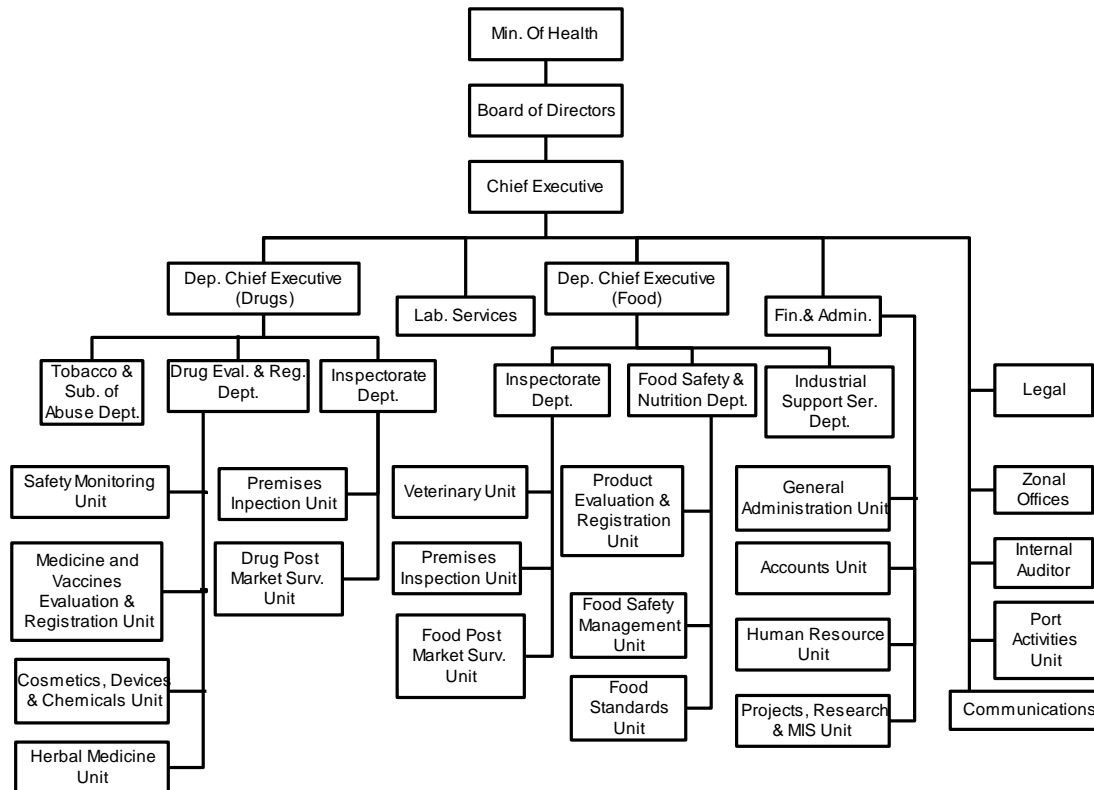 Min. Of Health
Board of Directors
Chief Executive
Dep. Chief Executive
(Drugs)
Lab. Services
Dep. Chief Executive
(Food)
Fin.& Admin.
Tobacco &
Sub. of
Abuse Dept.
Drug Eval. & Reg.
Dept.
Inspectorate
Dept.
Inspectorate
Dept.
Food Safety &
Nutrition Dept.
Industrial
Support Ser.
Dept.
Legal
Safety Monitoring
Unit
Premises
Inpection Unit
Veterinary Unit
Product
Evaluation &
Registration
Unit
General
Administration Unit
Zonal
Offices
Medicine and
Vaccines
Evaluation &
Registration Unit
Drug Post
Market Surv.
Unit
Premises
Inspection Unit
Accounts Unit
Internal
Auditor
Food Post
Market Surv.
Unit
Food Safety
Management
Unit
Human Resource
Unit
Port
Activities
Unit
Cosmetics, Devices
& Chemicals Unit
Food
Standards
Unit
Projects, Research
& MIS Unit
Communications
Herbal Medicine
Unit